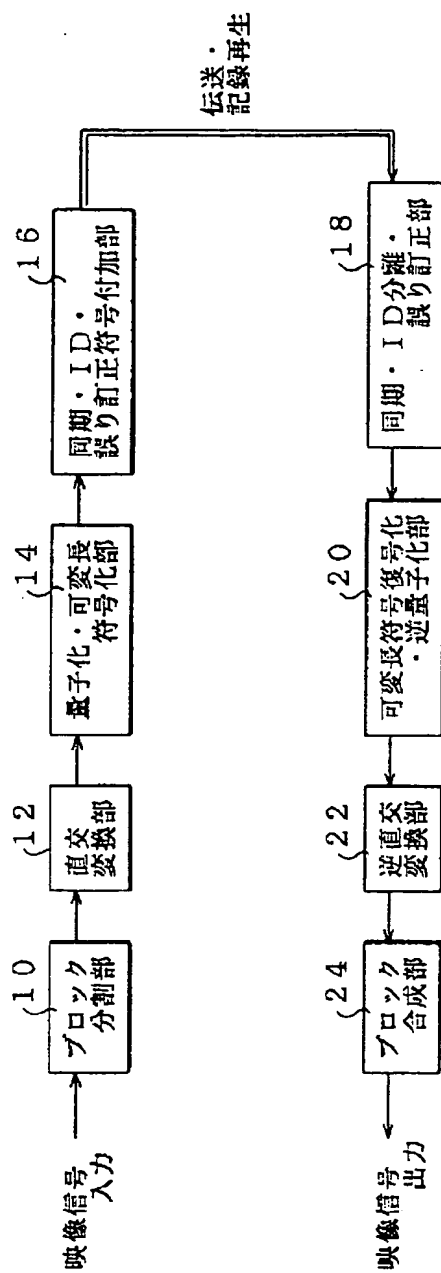 映像信号
入力
10
ブロック
分割部
12
直交
変換部
14
量子化・可変長
符号化部
16
同期・ID・
誤り訂正符号付加部
伝送・
記録再生
18
同期・ID分離・
誤り訂正部
20
可変長符号復号化
・逆量子化部
22
逆直交
変換部
24
ブロック
合成部
映像信号
出力